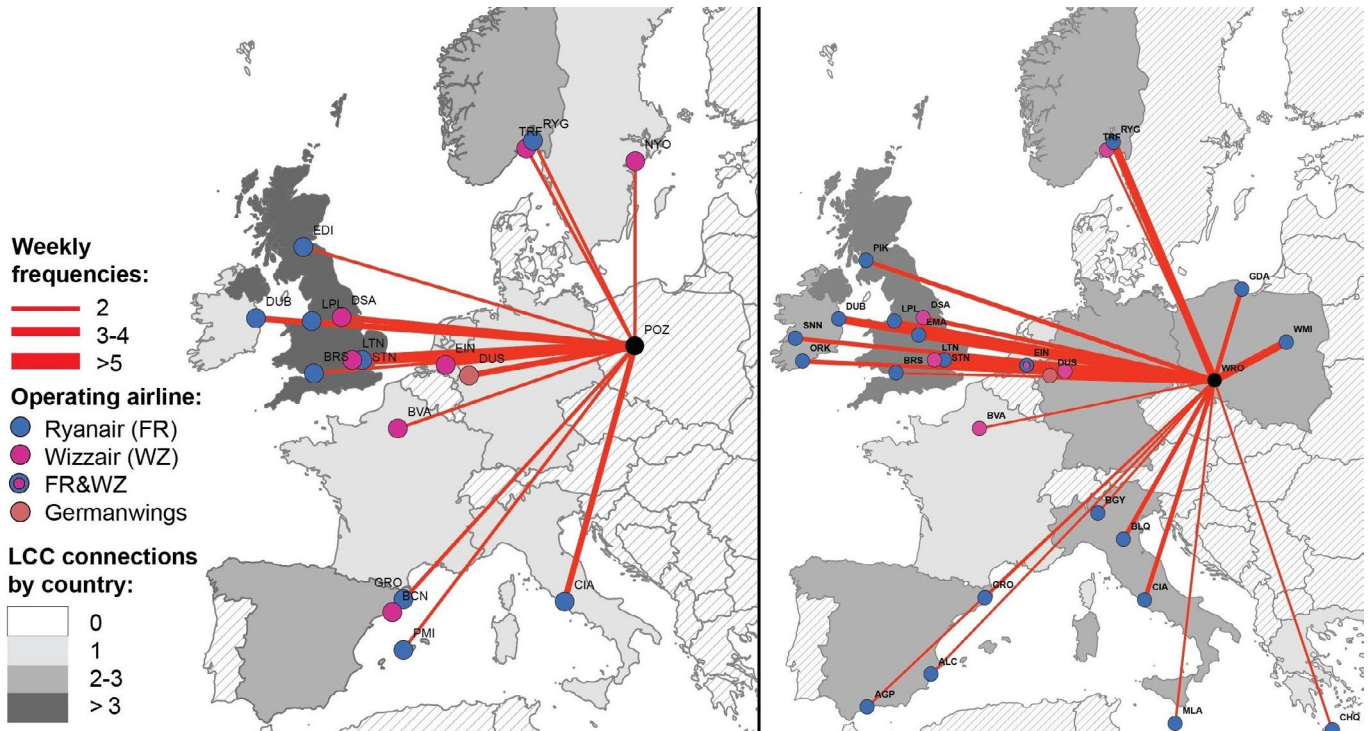 Weekly
frequencies:
2
3-4
>5
Operating airline:
Ryanair (FR)
Wizzair (WZ)
FR&WZ
Germanwings
LCC connections
by country:
0
1
2-3
> 3
TRF
RYG
NYO
EDI
DUB
LPL
DSA
POZ
LTN
BRS
STN
EIN
DUS
BVA
GRO
BCN
CIA
PMI
TRF
RYG
PIK
GDA
DUB
LPL
DSA
SNN
EMA
WMI
ORK
LTN
BRS
STN
EIN
DUS
WRO
BVA
BGY
BLQ
GRO
CIA
ALC
AGP
MLA
CHQ